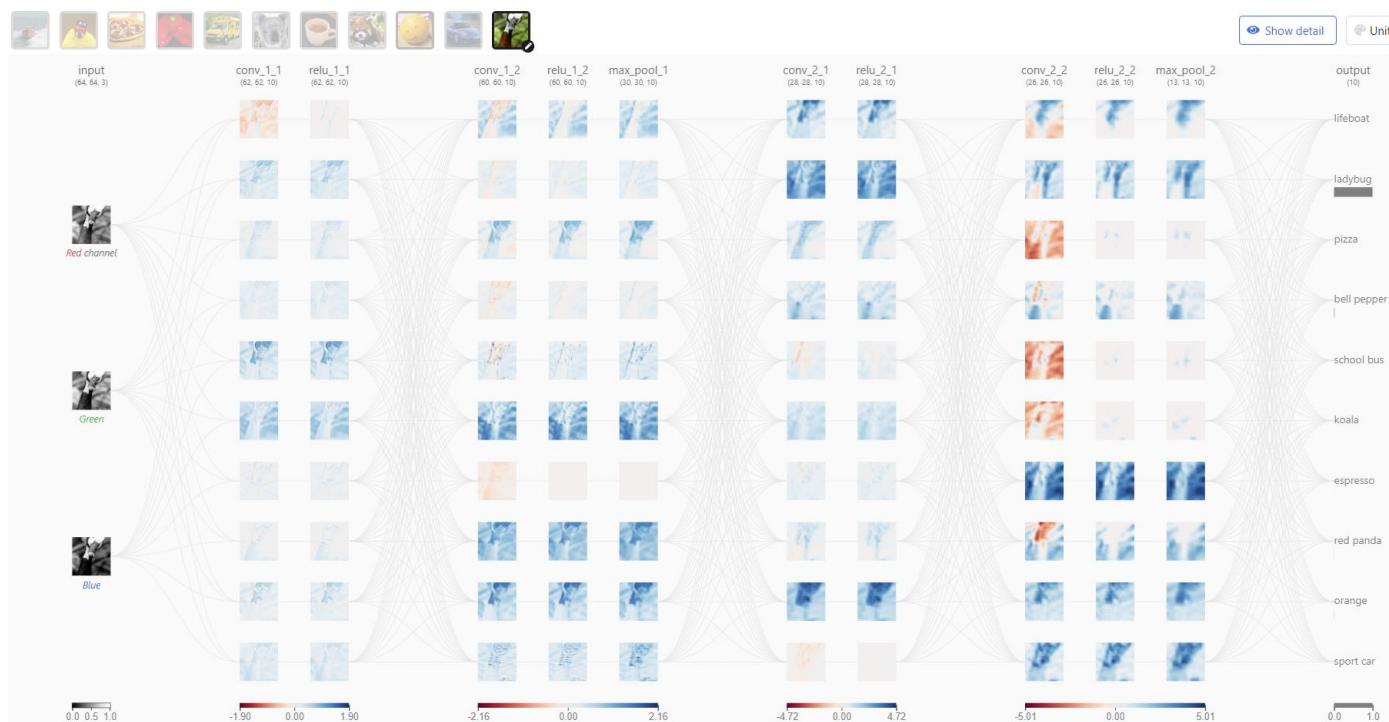 Show detail
Unit
input
(64, 64, 3)
conv_1_1
(62, 62, 10)
relu_1_1
(62, 62, 10)
conv_1_2
(60, 60, 10)
relu_1_2
(60, 60, 10)
max_pool_1
(30, 30, 10)
conv_2_1
(28, 28, 10)
relu_2_1
(28, 28, 10)
conv_2_2
(26, 26, 10)
relu_2_2
(26, 26, 10)
max_pool_2
(13, 13, 10)
output
(10)
lifeboat
ladybug
Red channel
pizza
bell pepper
school bus
Green
koala
espresso
red panda
Blue
orange
sport car
0.0 0.5 1.0
-1.90 0.00 1.90
-2.16 0.00 2.16
-4.72 0.00 4.72
-5.01 0.00 5.01
0.0 1.0